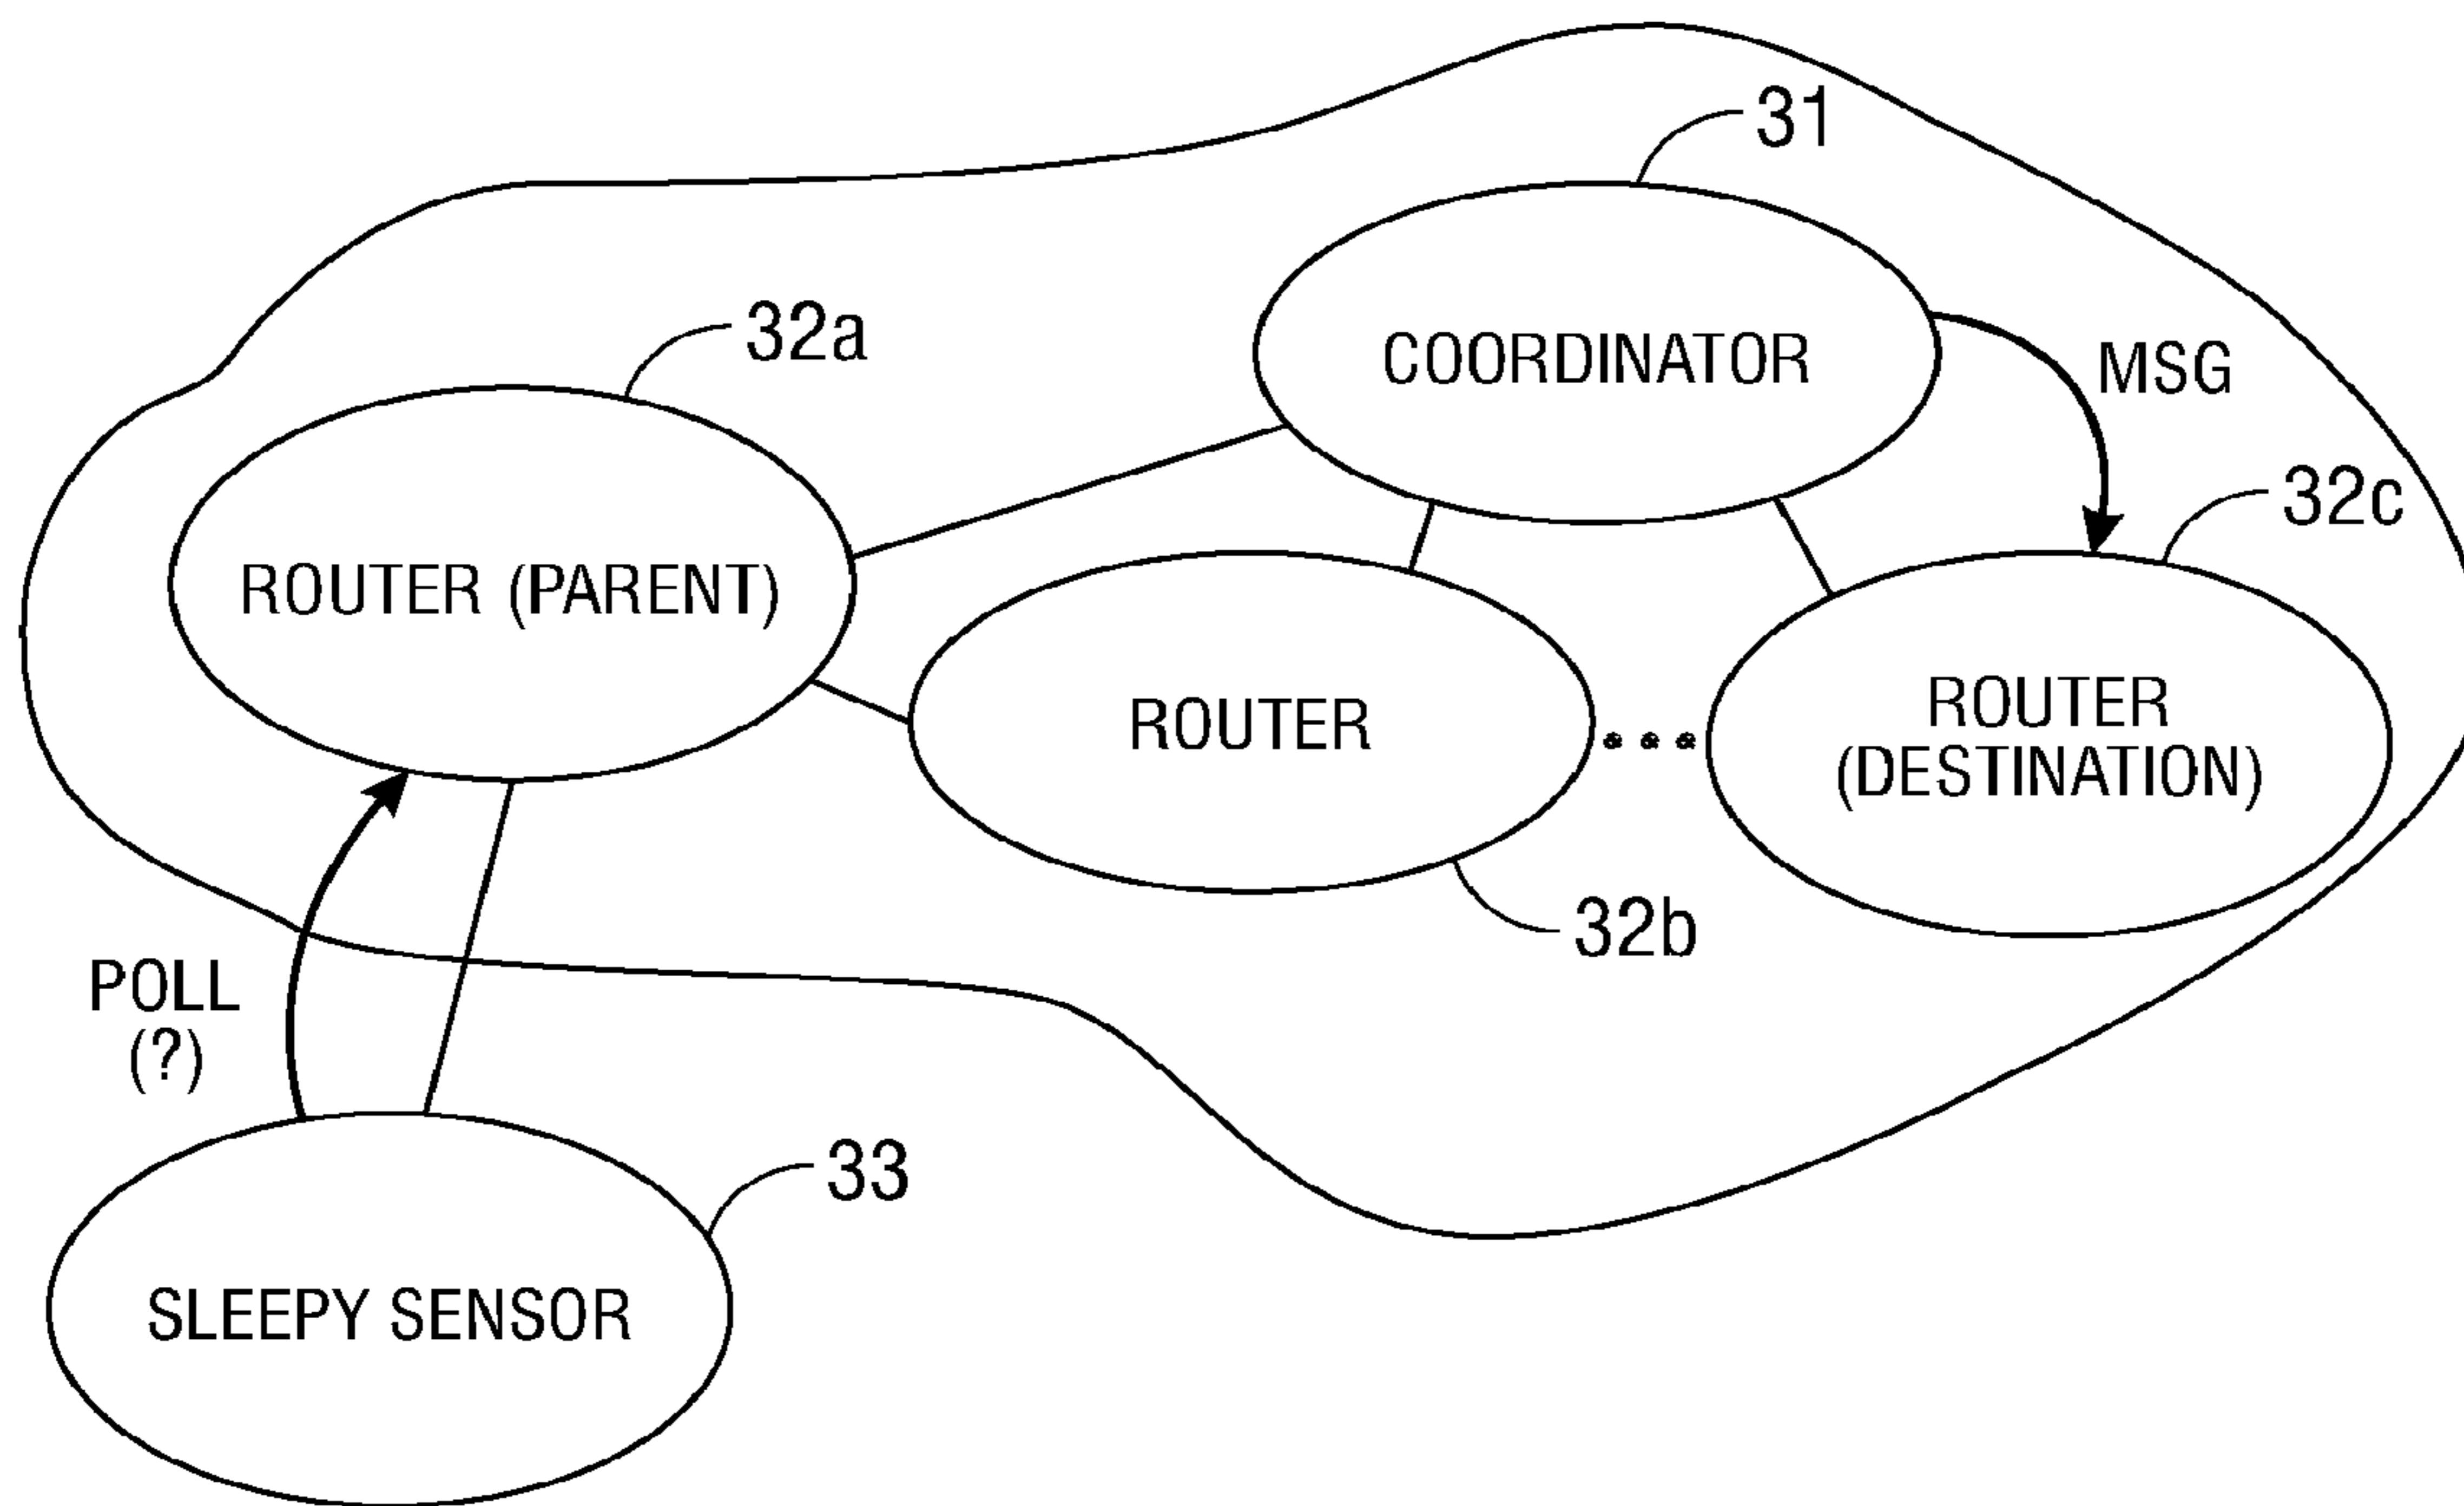 31
32a
COORDINATOR
MSG
32c
ROUTER (PARENT)
ROUTER
ROUTER
(DESTINATION)
32b
POLL
(?)
33
SLEEPY SENSOR